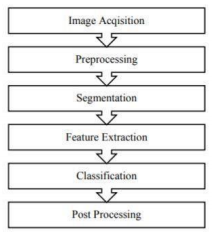 Image Acqisition
Preprocessing
Segmentation
Feature Extraction
Classification
Post Processing